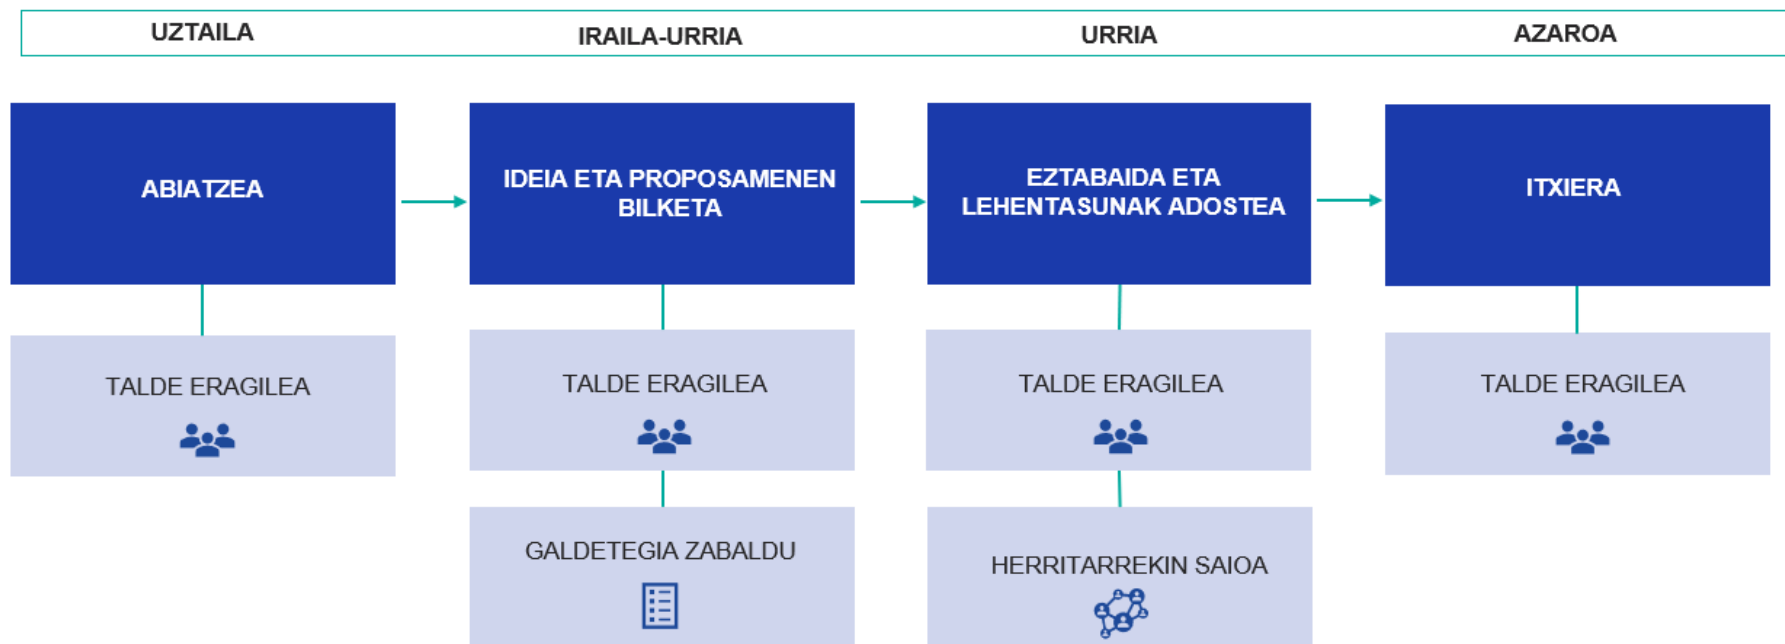 UZTAILA
IRAILA-URRIA
URRIA
AZAROA
ABIATZEA
IDEIA ETA PROPOSAMENEN
BILKETA
EZTABAIDA ETA
LEHENTASUNAK ADOSTEA
ITXIERA
TALDE ERAGILEA
TALDE ERAGILEA
TALDE ERAGILEA
TALDE ERAGILEA
GALDETEGIA ZABALDU
HERRITARREKIN SAIOA